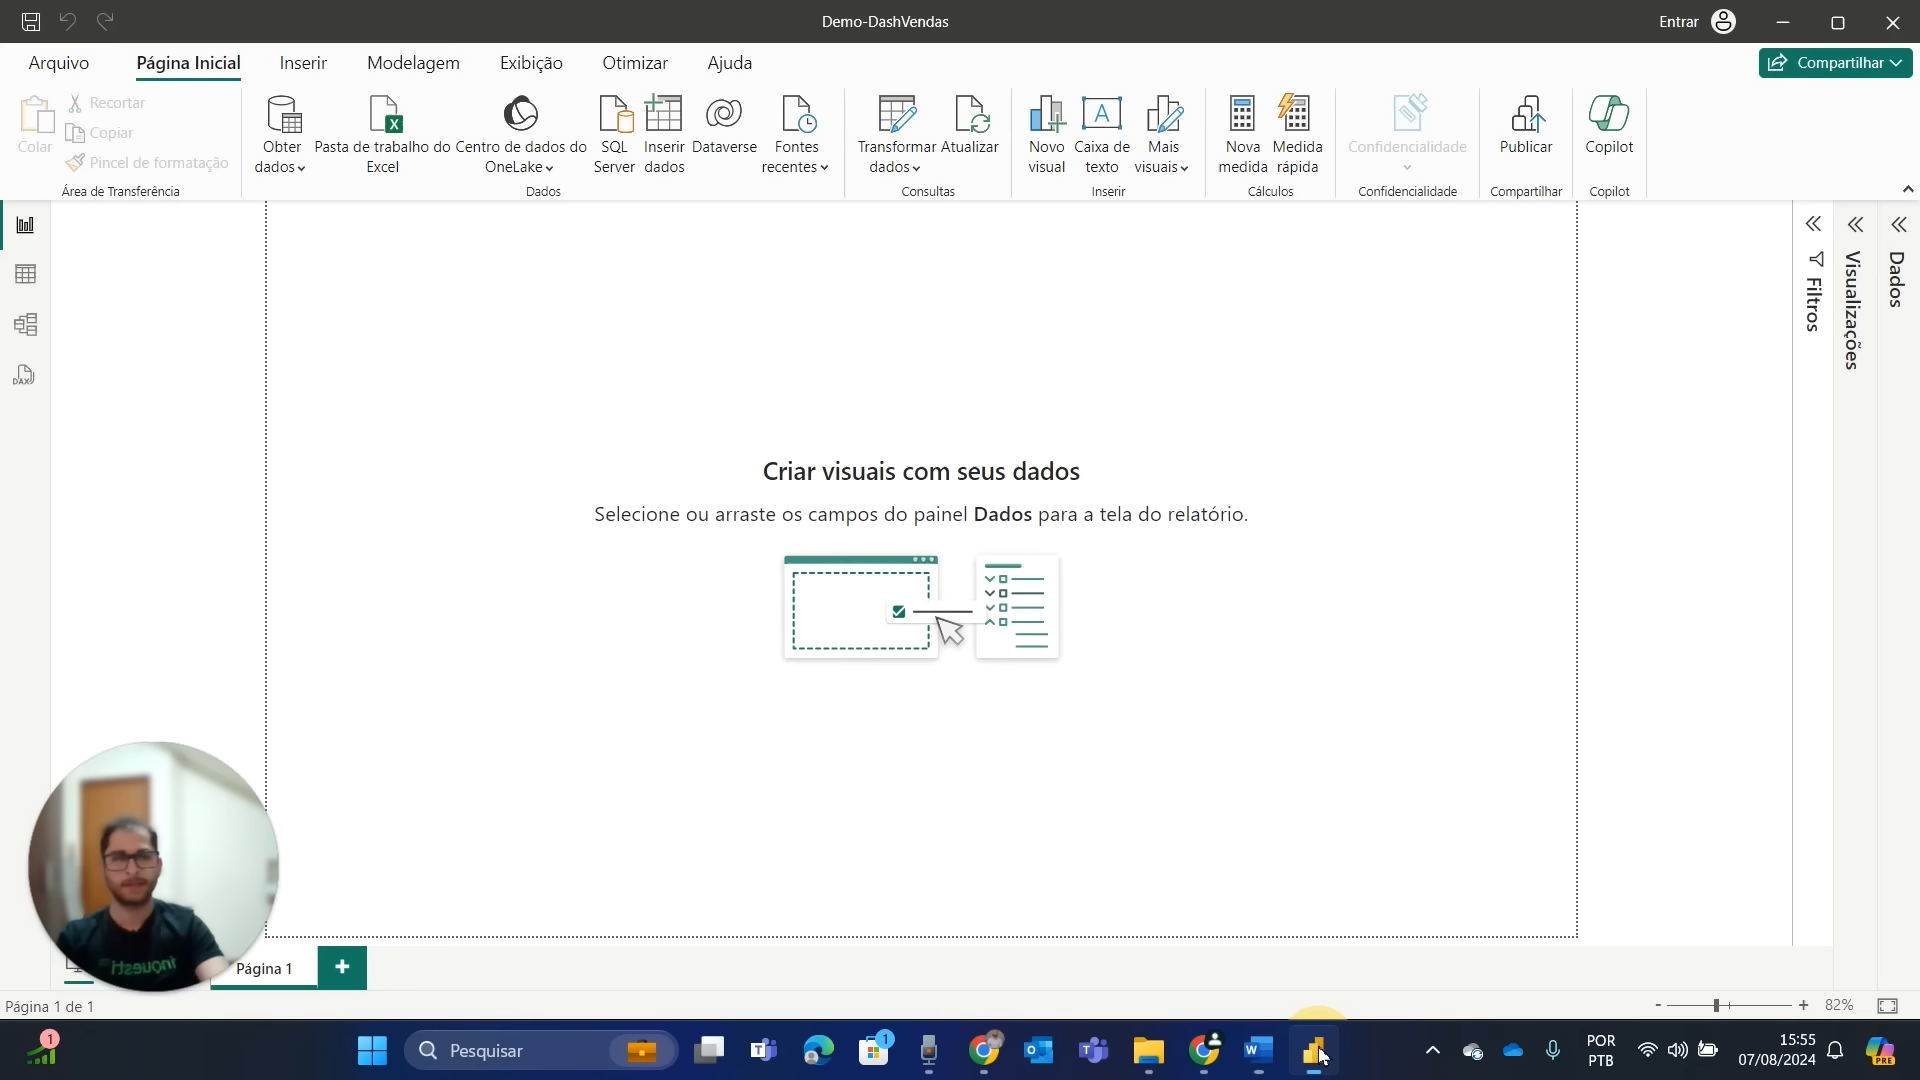 Demo-DashVendas
Entrar
Arquivo
Página Inicial
Inserir
Modelagem
Exibição
Otimizar
Ajuda
Compartilhar
Colar
Recortar
Copiar
Pincel de formatação
Área de Transferência
Obter
dados
Pasta de trabalho do
Excel
Centro de dados do
OneLake
SQL
Server
Inserir
dados
Dataverse
Fontes
recentes
Dados
Transformar
dados
Atualizar
Consultas
Novo
visual
Caixa de
texto
Mais
visuais
Inserir
Nova
medida
Medida
rápida
Cálculos
Confidencialidade
Confidencialidade
Publicar
Compartilhar
Copilot
Copilot
DAX
Filtros
Visualizações
Dados
Criar visuais com seus dados
Selecione ou arraste os campos do painel Dados para a tela do relatório.
Página 1
Página 1 de 1
82%
1
Pesquisar
1
POR
PTB
15:55
07/08/2024
PRE